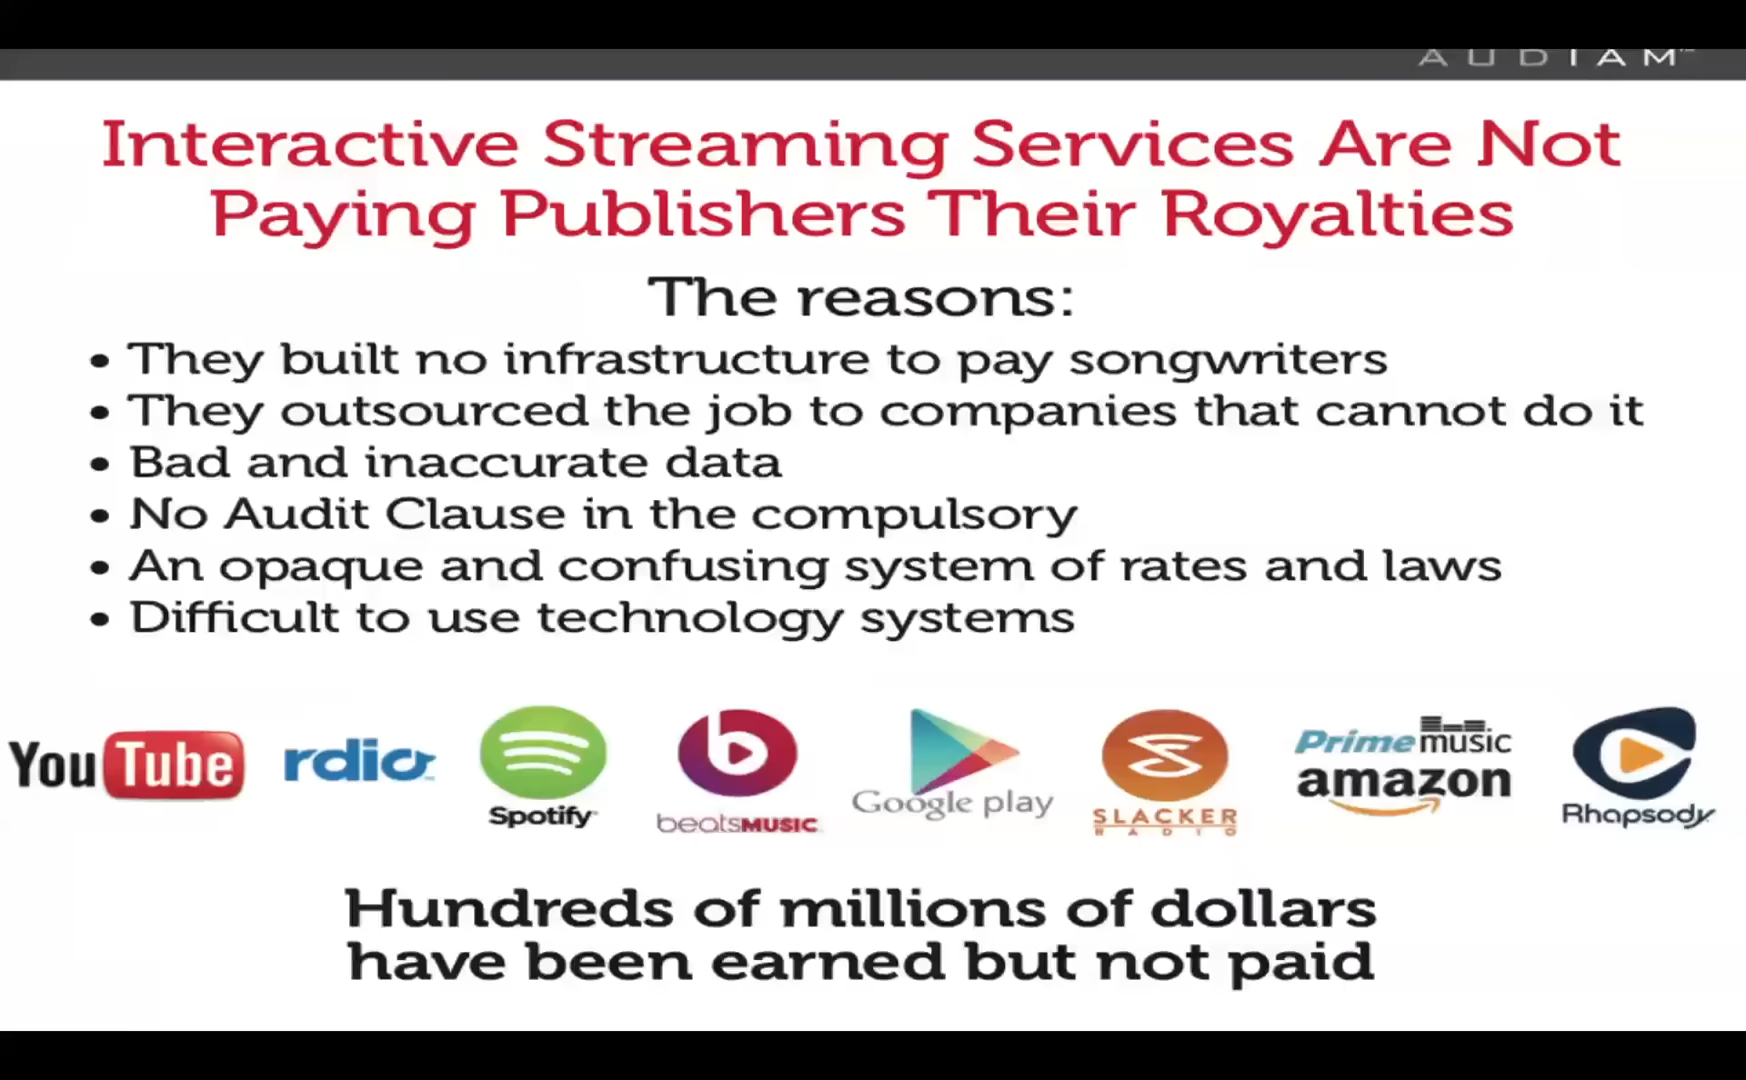 AUDIAM
Interactive Streaming Services Are Not
Paying Publishers Their Royalties
The reasons:
• They built no infrastructure to pay songwriters
• They outsourced the job to companies that cannot do it
• Bad and inaccurate data
• No Audit Clause in the compulsory
• An opaque and confusing system of rates and laws
• Difficult to use technology systems
YouTube
rdio
Spotify
beatsMUSIC
Google play
SLACKER
RADIO
Prime music
amazon
Rhapsody
Hundreds of millions of dollars
have been earned but not paid